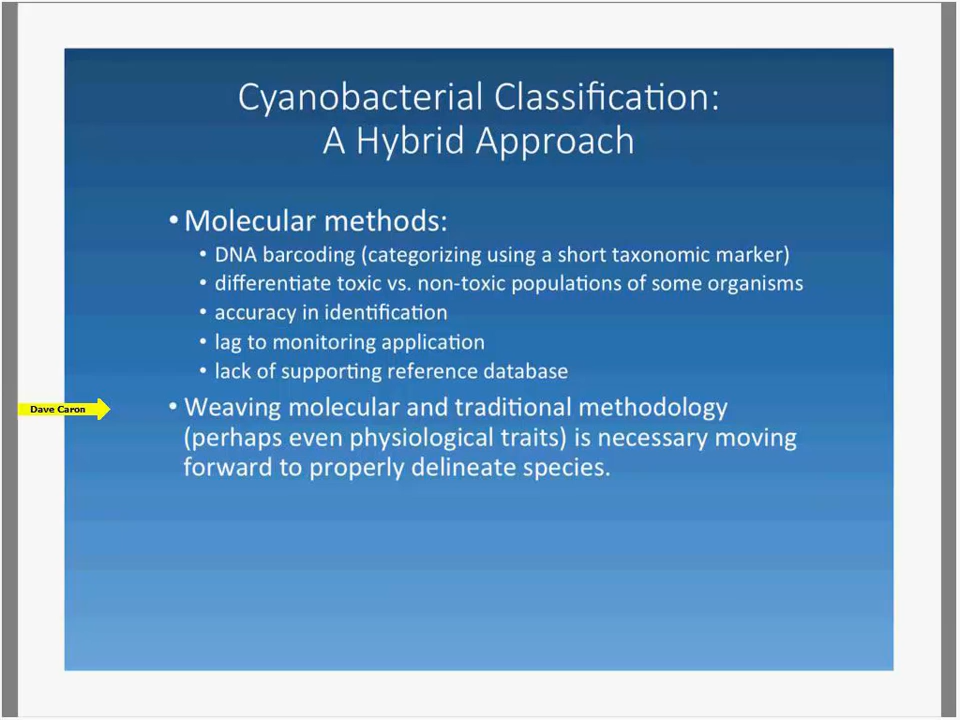 Cyanobacterial Classification:
A Hybrid Approach
• Molecular methods:
• DNA barcoding (categorizing using a short taxonomic marker)
• differentiate toxic vs. non-toxic populations of some organisms
• accuracy in identification
• lag to monitoring application
• lack of supporting reference database
Dave Caron
• Weaving molecular and traditional methodology
(perhaps even physiological traits) is necessary moving
forward to properly delineate species.